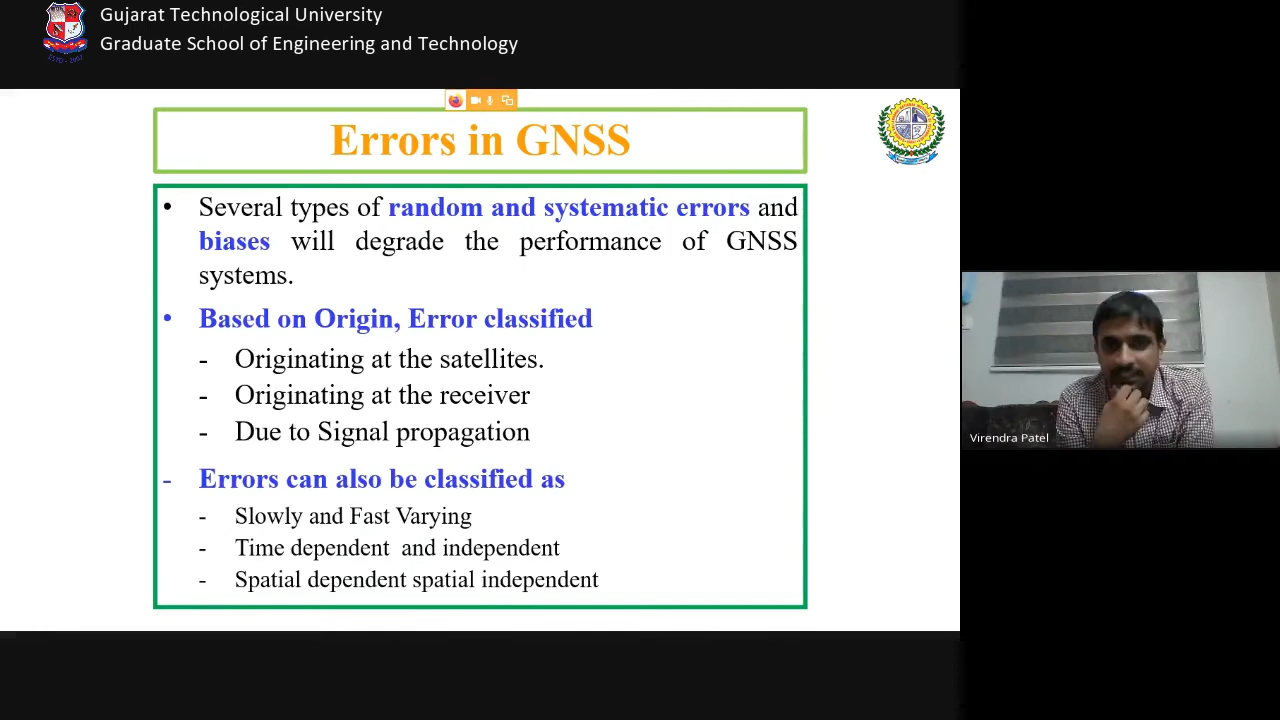 Gujarat Technological University
Graduate School of Engineering and Technology
Errors in GNSS
• Several types of random and systematic errors and
biases will degrade the performance of GNSS
systems.
• Based on Origin, Error classified
- Originating at the satellites.
- Originating at the receiver
- Due to Signal propagation
- Errors can also be classified as
- Slowly and Fast Varying
- Time dependent and independent
- Spatial dependent spatial independent
Virendra Patel